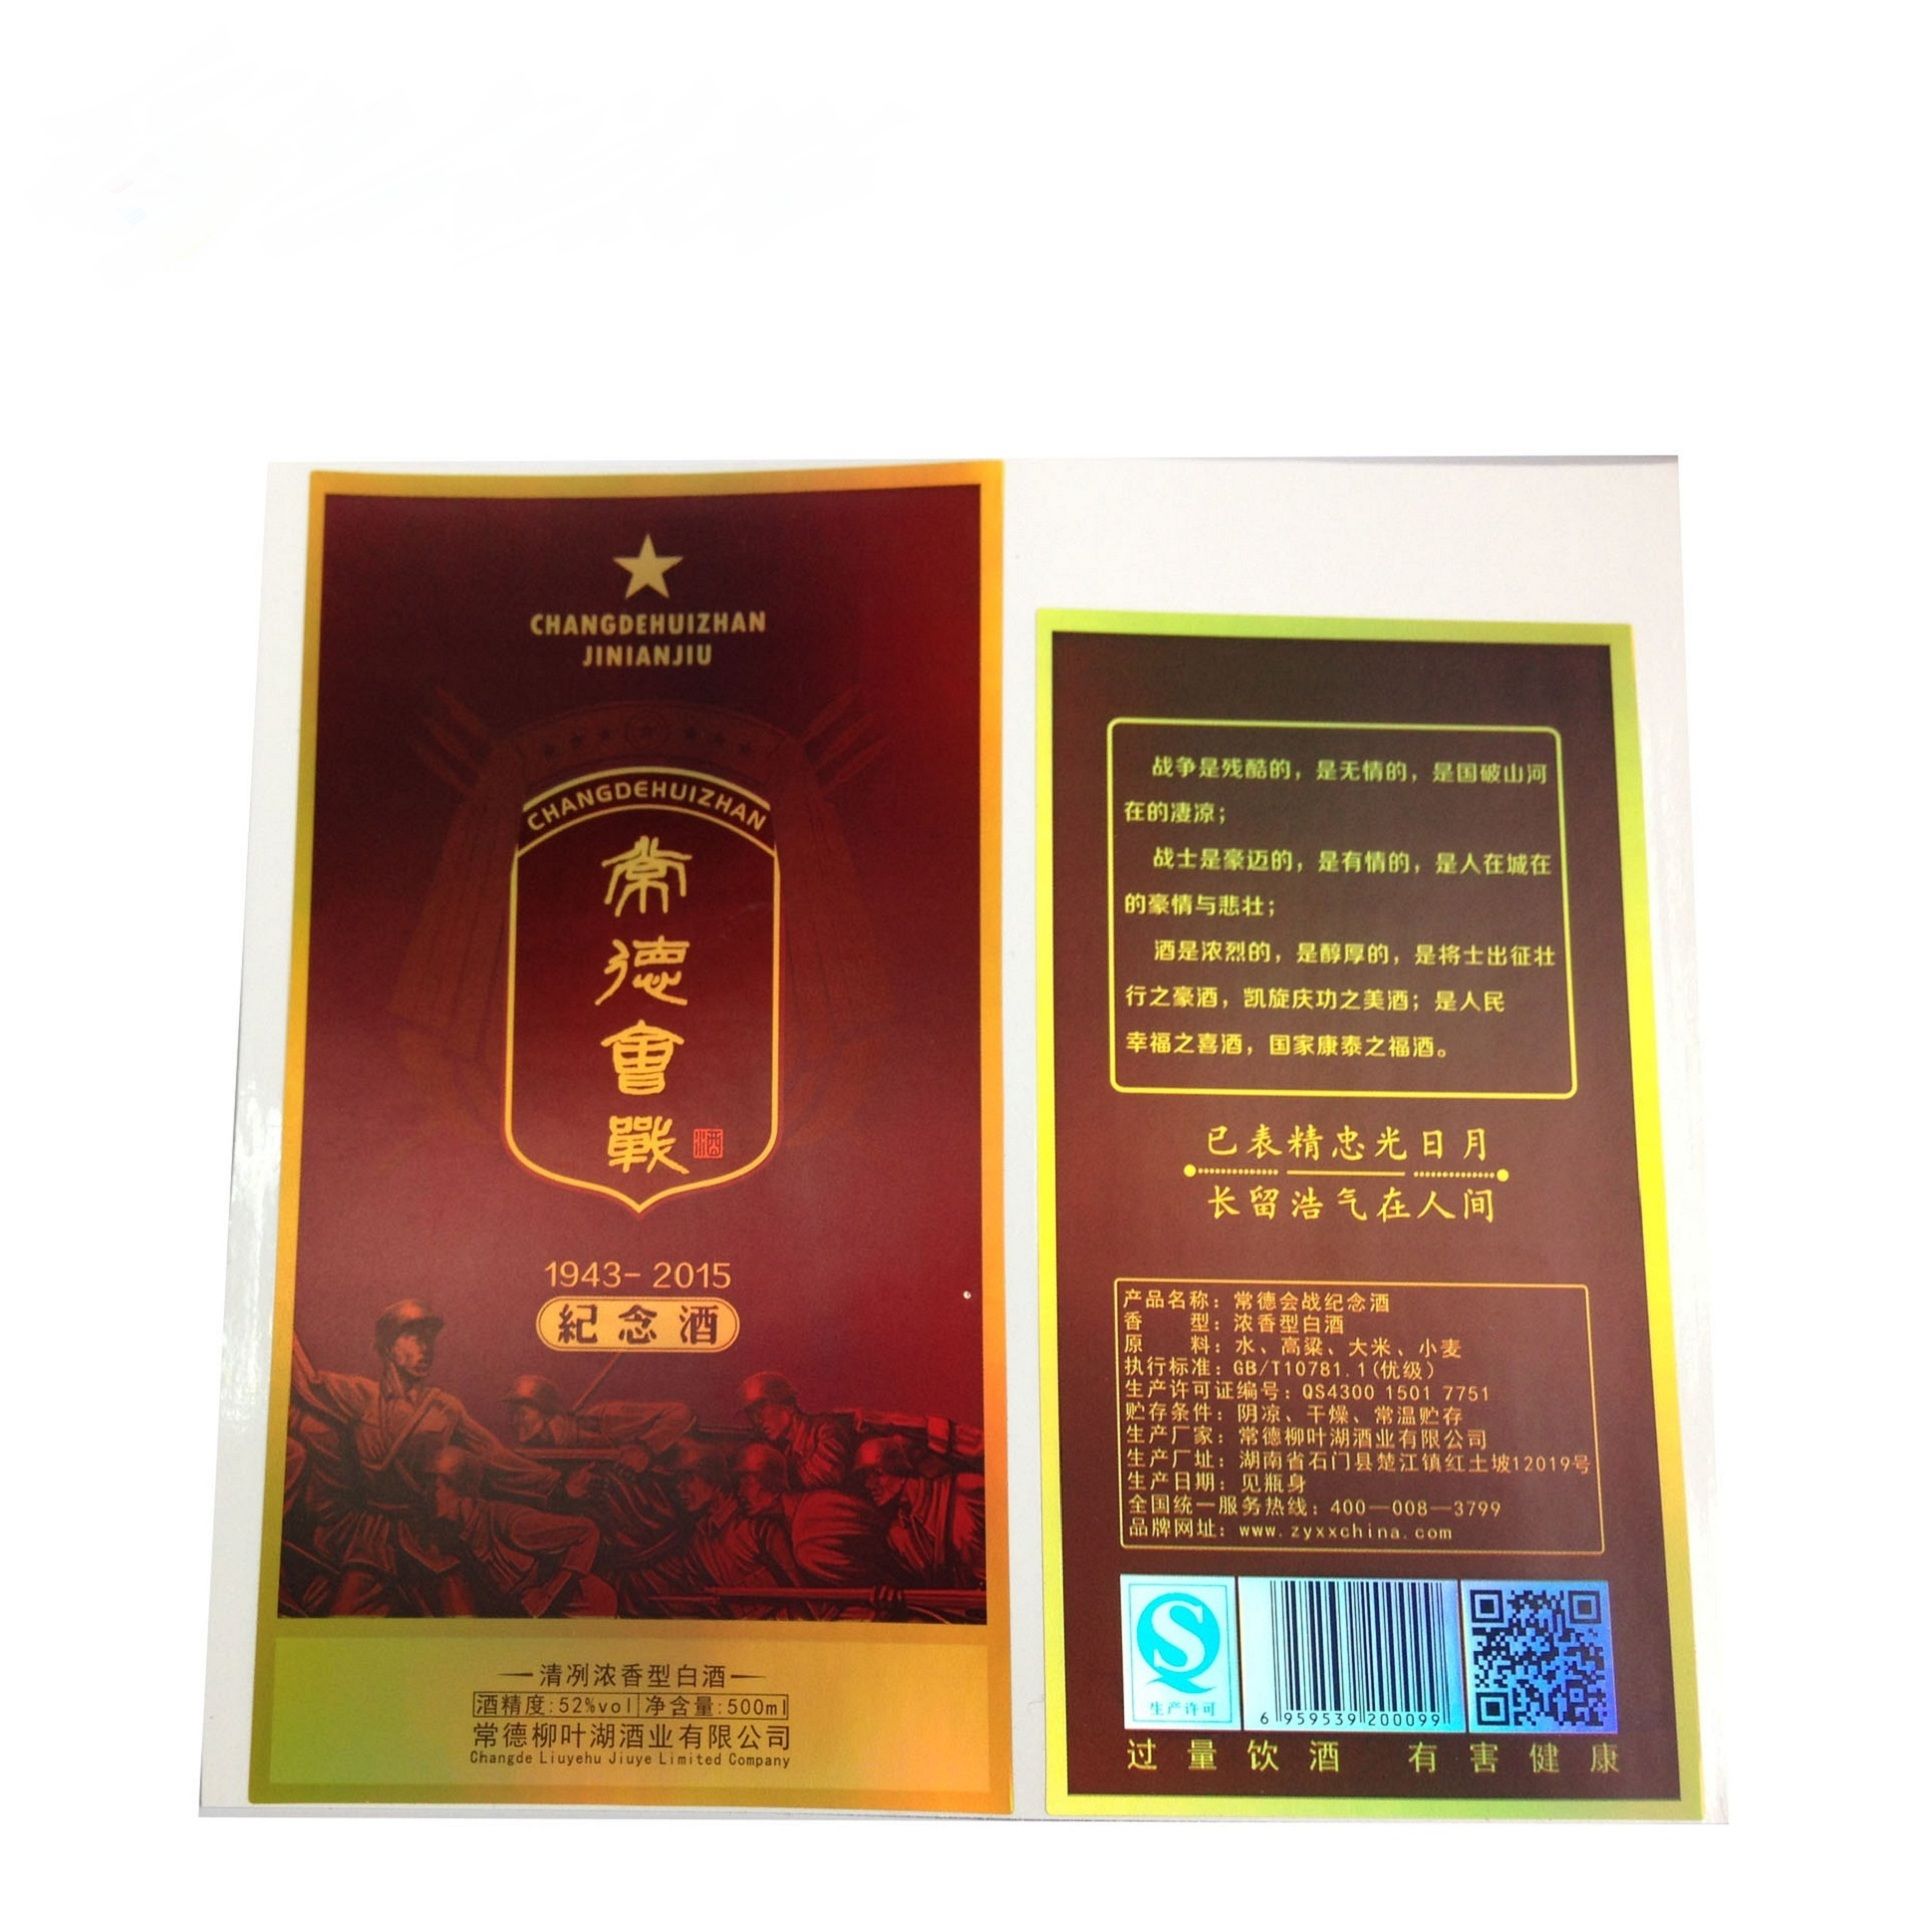 CHANGDEHUIZHAN
JINIANJIU
CHANGDEHUIZHAN
常
德
會
戰
酒
1943-2015
紀念酒
清冽浓香型白酒
酒精度:52%vol 净含量:500ml
常德柳叶湖酒业有限公司
Changde Liuyehu Jiuye Limited Company
战争是残酷的，是无情的，是国破山河
在的凄凉；
战士是豪迈的，是有情的，是人在城在
的豪情与悲壮；
酒是浓烈的，是醇厚的，是将士出征壮
行之豪酒，凯旋庆功之美酒；是人民
幸福之喜酒，国家康泰之福酒。
已表精忠光日月
长留浩气在人间
产品名称：常德会战纪念酒
香型：浓香型白酒
原料：水、高粱、大米、小麦
执行标准：GB/T10781.1(优级)
生产许可证编号：QS4300 1501 7751
贮存条件：阴凉、干燥、常温贮存
生产厂家：常德柳叶湖酒业有限公司
生产厂址：湖南省石门县楚江镇红土坡12019号
生产日期：见瓶身
全国统一服务热线：400—008—3799
品牌网址：www.zyxxchina.com
生产许可
6 959539 200099
过量饮酒 有害健康